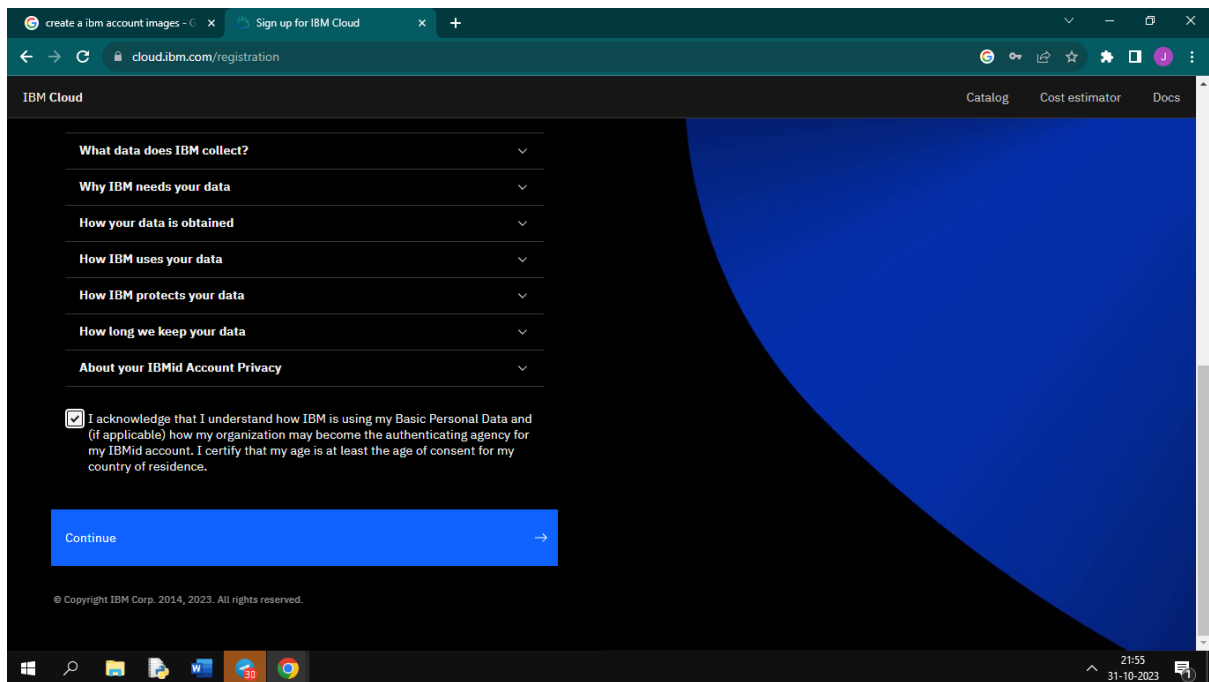 create a ibm account images - G
Sign up for IBM Cloud
cloud.ibm.com/registration
J
IBM Cloud
Catalog
Cost estimator
Docs
What data does IBM collect?
Why IBM needs your data
How your data is obtained
How IBM uses your data
How IBM protects your data
How long we keep your data
About your IBMid Account Privacy
I acknowledge that I understand how IBM is using my Basic Personal Data and
(if applicable) how my organization may become the authenticating agency for
my IBMid account. I certify that my age is at least the age of consent for my
country of residence.
Continue
© Copyright IBM Corp. 2014, 2023. All rights reserved.
W
30
21:55
31-10-2023
1